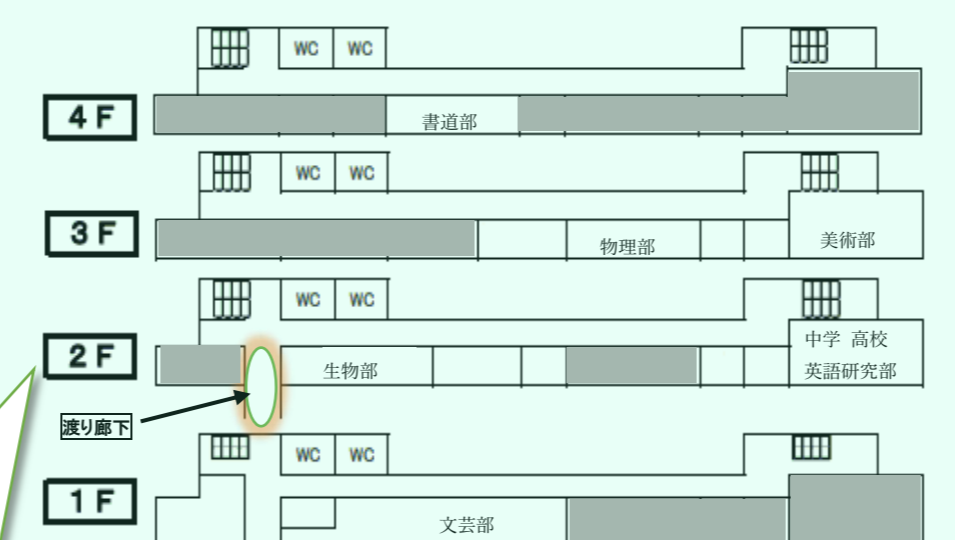 WC WC
4F
書道部
WC WC
3F
物理部
美術部
WC WC
2F
生物部
中学 高校
英語研究部
渡り廊下
WC WC
1F
文芸部